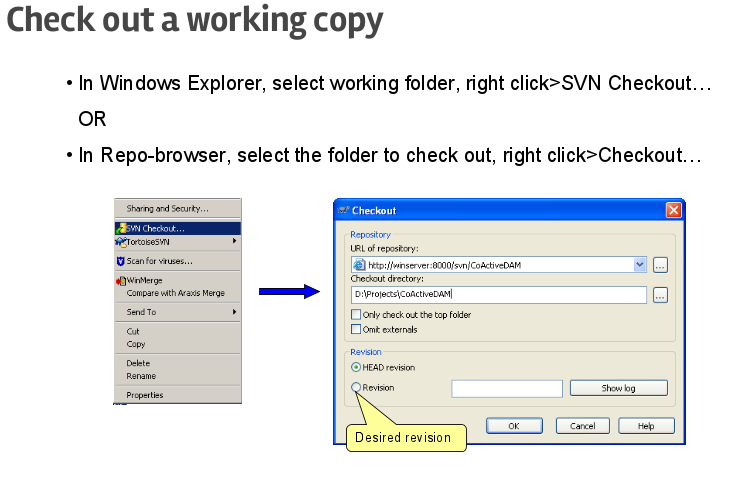 Check out a working copy
• In Windows Explorer, select working folder, right click>SVN Checkout…
OR
• In Repo-browser, select the folder to check out, right click>Checkout…
Sharing and Security...
SVN Checkout...
TortoiseSVN
Scan for viruses...
WinMerge
Compare with Araxis Merge
Send To
Cut
Copy
Delete
Rename
Properties
Checkout
Repository
URL of repository:
http://winserver:8000/svn/CoActiveDAM
...
Checkout directory:
D:\Projects\CoActiveDAM
...
Only check out the top folder
Omit externals
Revision
HEAD revision
Revision
Show log
Desired revision
OK
Cancel
Help